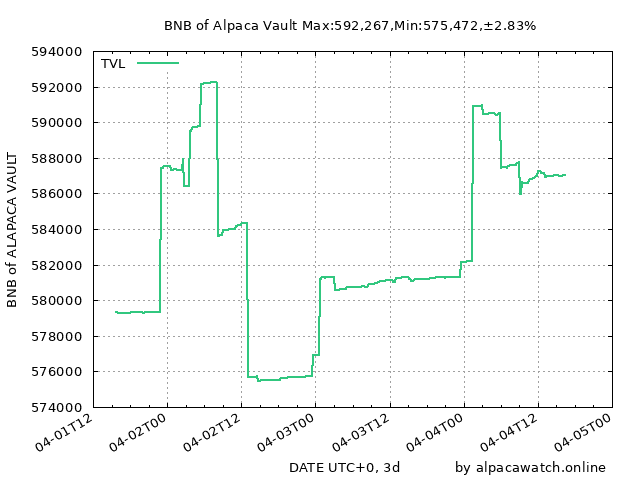 BNB of Alpaca Vault Max:592,267,Min:575,472,±2.83%
TVL
BNB of ALAPACA VAULT
594000
592000
590000
588000
586000
584000
582000
580000
578000
576000
574000
04-01T12
04-02T00
04-02T12
04-03T00
04-03T12
04-04T00
04-04T12
04-05T00
DATE UTC+0, 3d
by alpacawatch.online